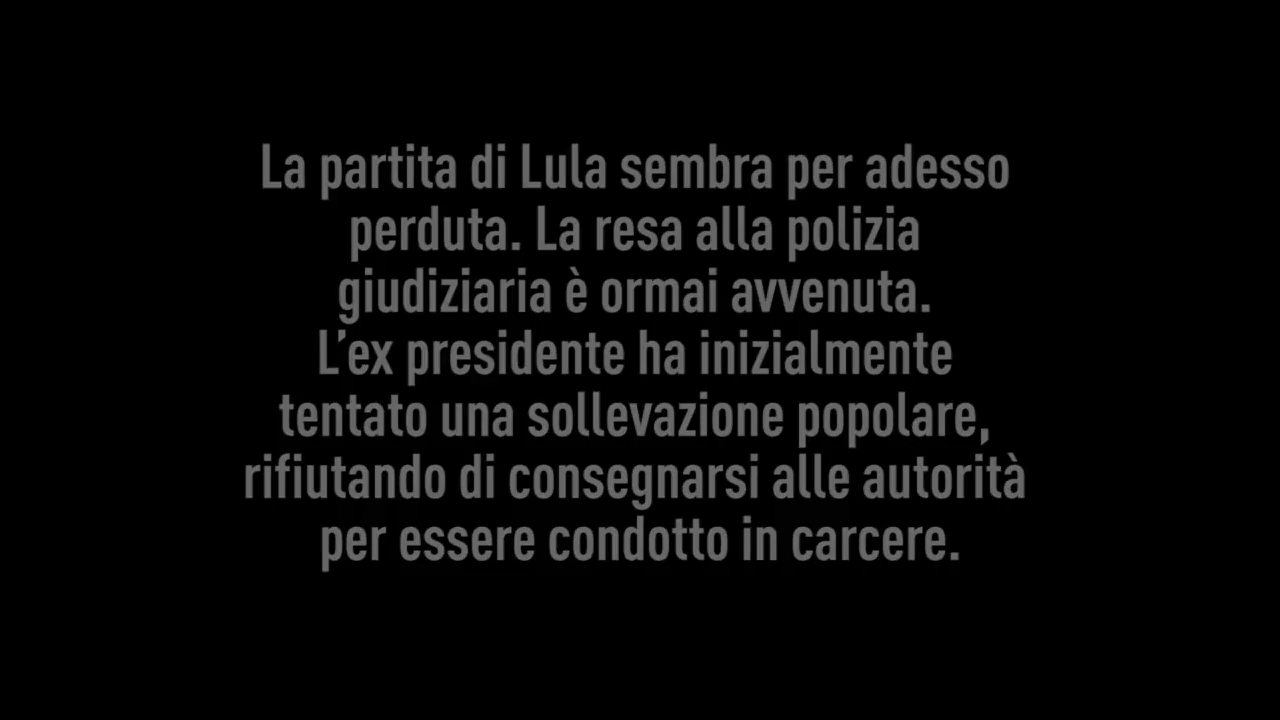 La partita di Lula sembra per adesso
perduta. La resa alla polizia
giudiziaria è ormai avvenuta.
L’ex presidente ha inizialmente
tentato una sollevazione popolare,
rifiutando di consegnarsi alle autorità
per essere condotto in carcere.